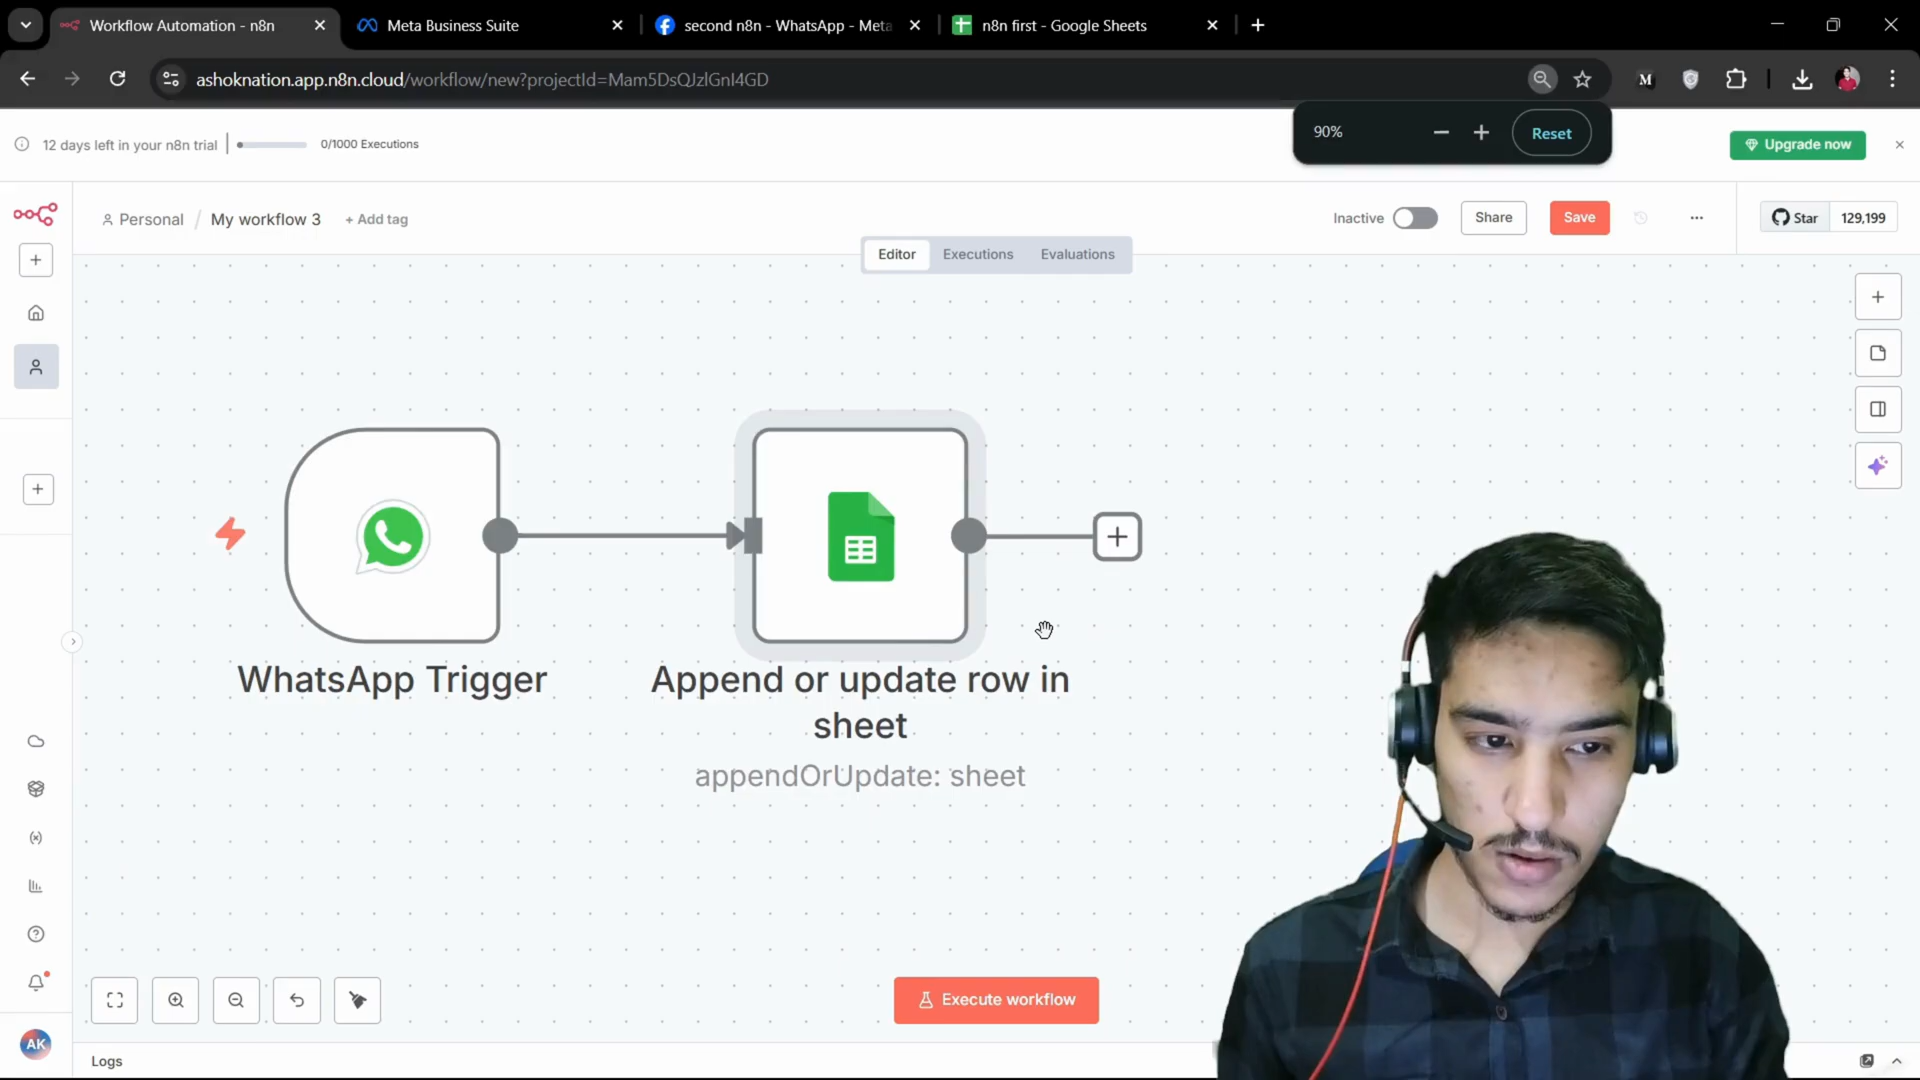 Workflow Automation - n8n
Meta Business Suite
second n8n - WhatsApp - Meta
n8n first - Google Sheets
ashoknation.app.n8n.cloud/workflow/new?projectId=Mam5DsQJzlGnI4GD
M
90%
Reset
12 days left in your n8n trial
0/1000 Executions
Upgrade now
Personal / My workflow 3
+ Add tag
Inactive
Share
Save
Star
129,199
Editor
Executions
Evaluations
WhatsApp Trigger
Append or update row in
sheet
appendOrUpdate: sheet
Execute workflow
AK
Logs